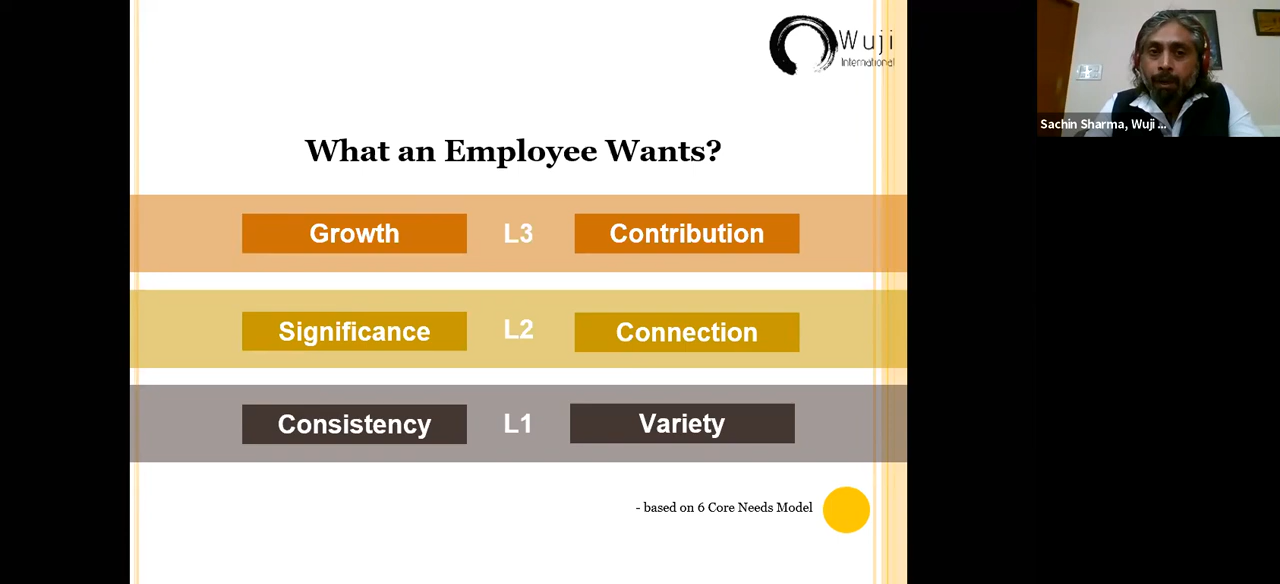 Wuji
International
Sachin Sharma, Wuji ...
What an Employee Wants?
Growth L3 Contribution
Significance L2 Connection
Consistency L1 Variety
- based on 6 Core Needs Model